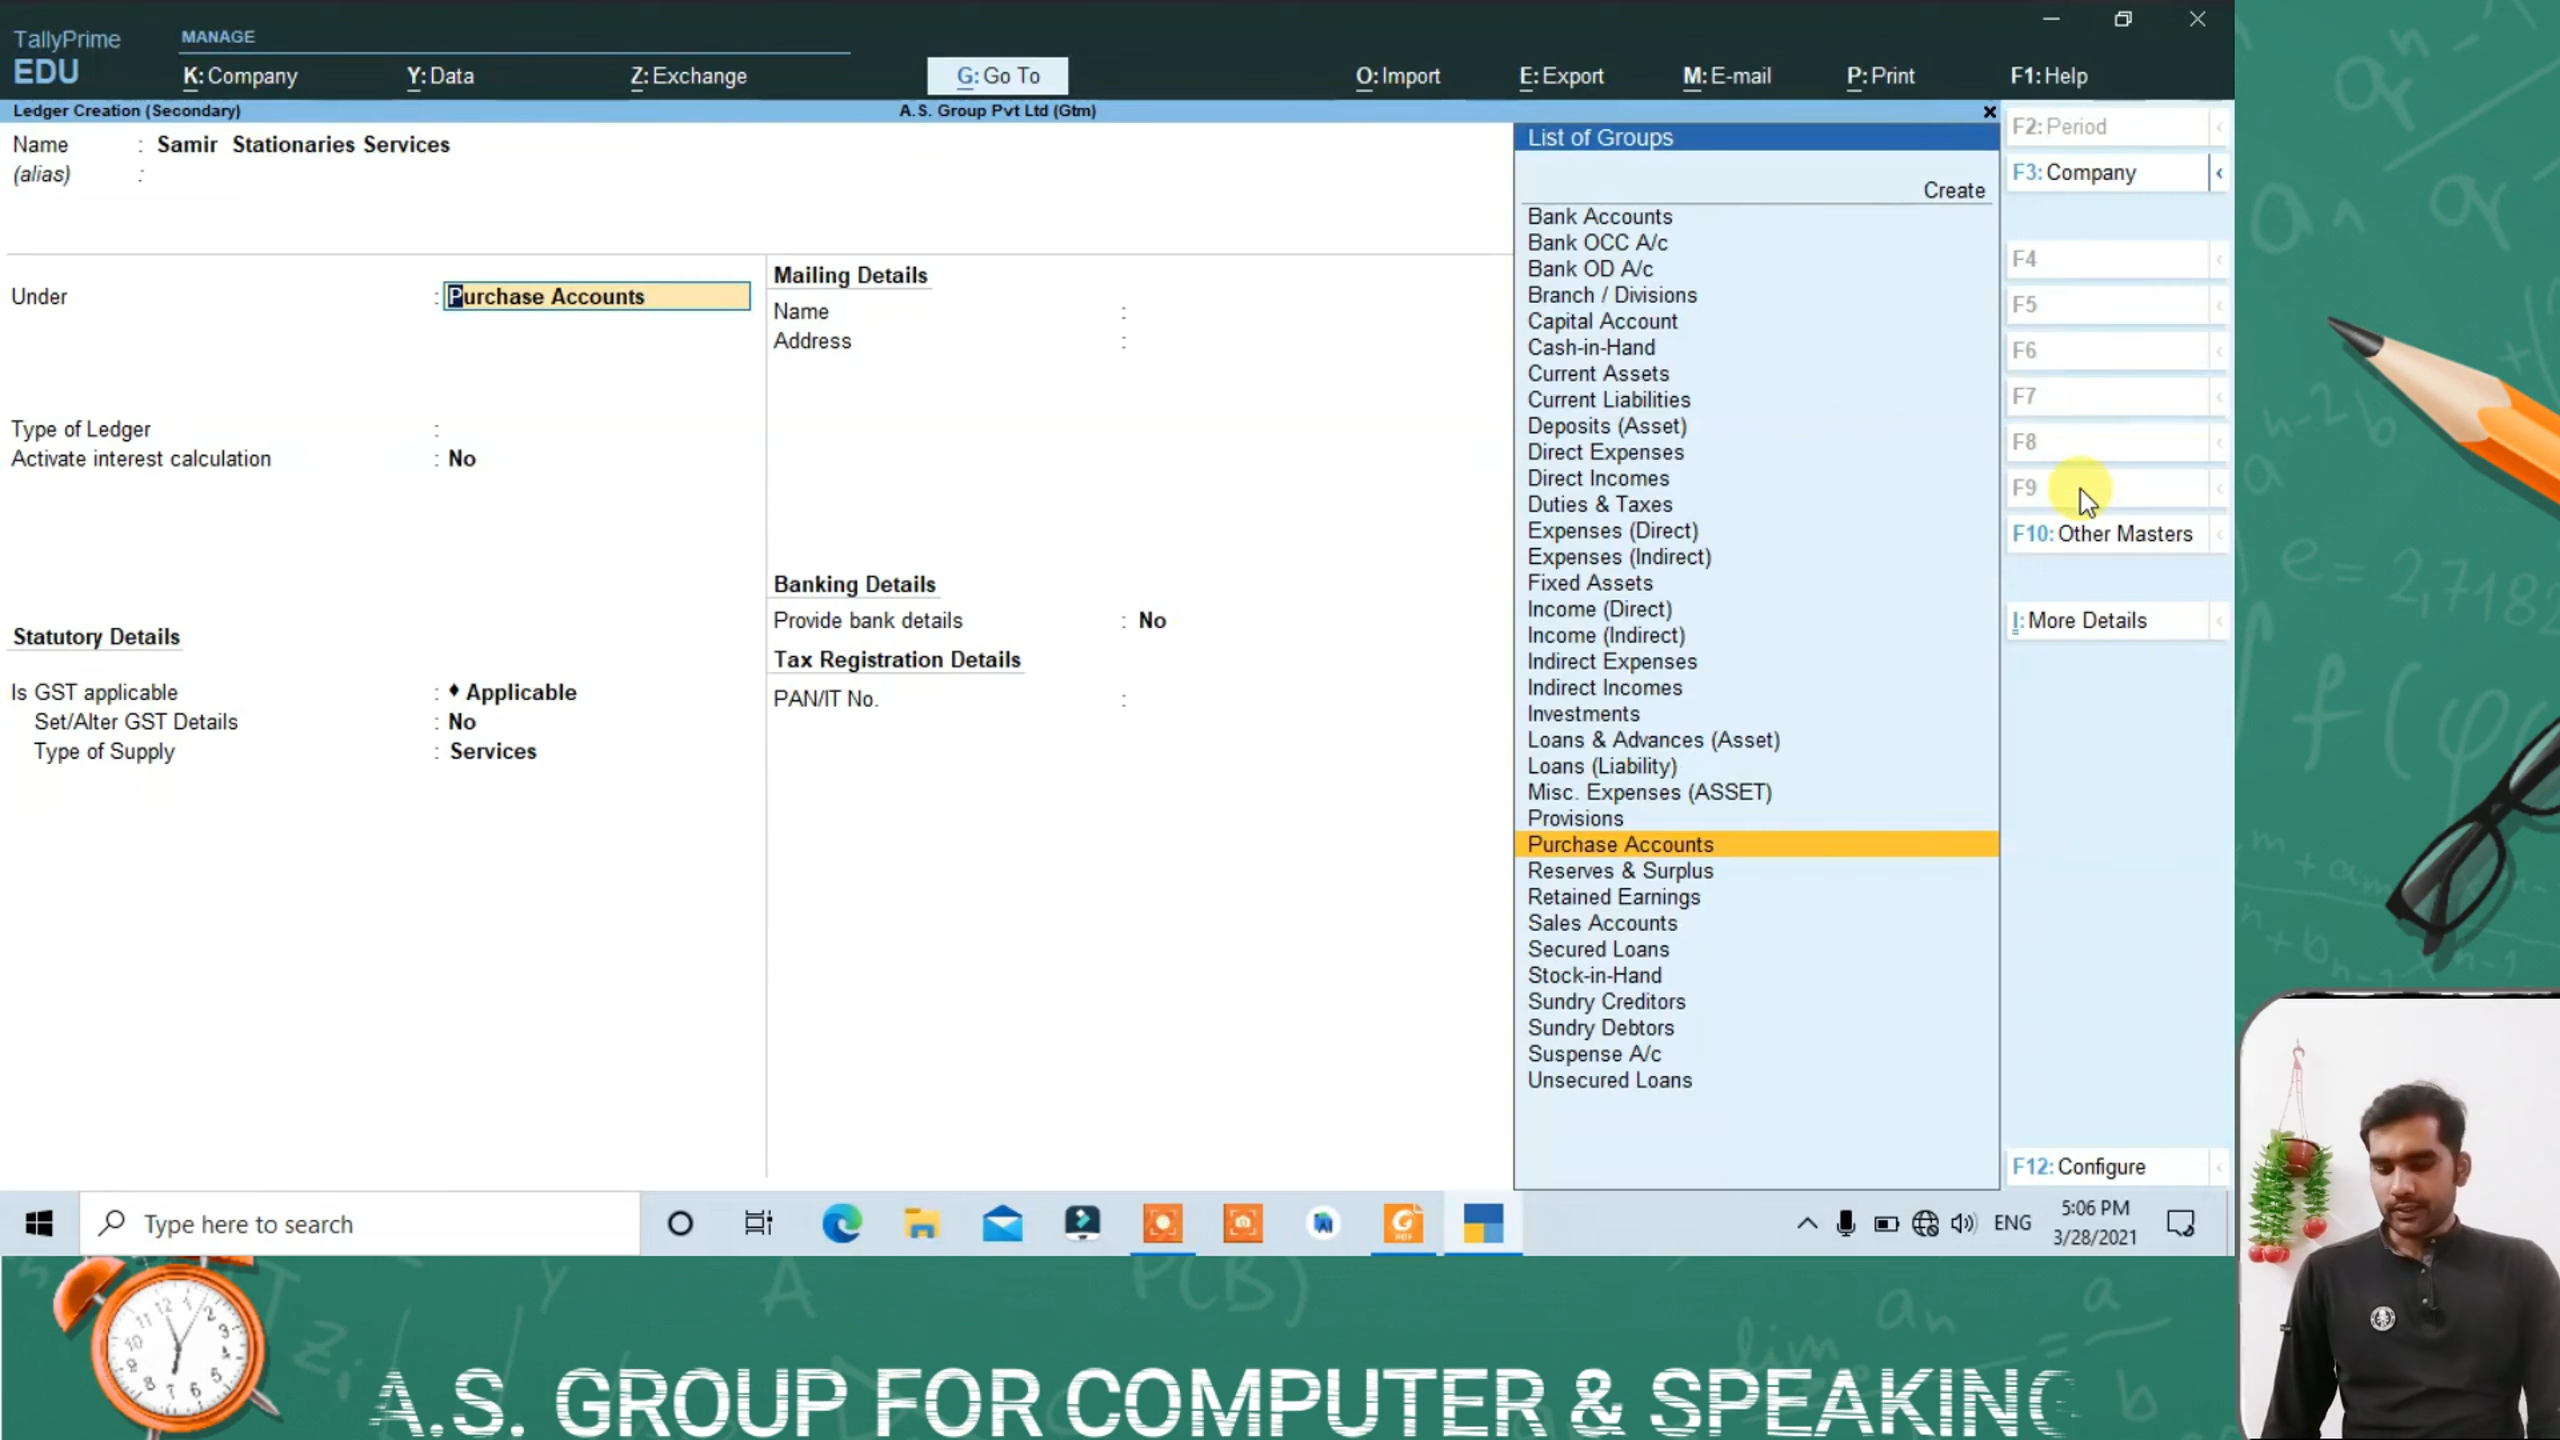 TallyPrime
EDU
MANAGE
K: Company
Y: Data
Z: Exchange
G: Go To
O: Import
E: Export
M: E-mail
P: Print
F1: Help
Ledger Creation (Secondary)
A.S. Group Pvt Ltd (Gtm)
Name : Samir Stationaries Services
(alias) :
Under : Purchase Accounts
Type of Ledger :
Activate interest calculation : No
Statutory Details
Is GST applicable : ♦ Applicable
Set/Alter GST Details : No
Type of Supply : Services
Mailing Details
Name :
Address :
Banking Details
Provide bank details : No
Tax Registration Details
PAN/IT No. :
List of Groups
Create
Bank Accounts
Bank OCC A/c
Bank OD A/c
Branch / Divisions
Capital Account
Cash-in-Hand
Current Assets
Current Liabilities
Deposits (Asset)
Direct Expenses
Direct Incomes
Duties & Taxes
Expenses (Direct)
Expenses (Indirect)
Fixed Assets
Income (Direct)
Income (Indirect)
Indirect Expenses
Indirect Incomes
Investments
Loans & Advances (Asset)
Loans (Liability)
Misc. Expenses (ASSET)
Provisions
Purchase Accounts
Reserves & Surplus
Retained Earnings
Sales Accounts
Secured Loans
Stock-in-Hand
Sundry Creditors
Sundry Debtors
Suspense A/c
Unsecured Loans
F2: Period
F3: Company
F4
F5
F6
F7
F8
F9
F10: Other Masters
I: More Details
F12: Configure
Type here to search
ENG
5:06 PM
3/28/2021
A.S. GROUP FOR COMPUTER & SPEAKING